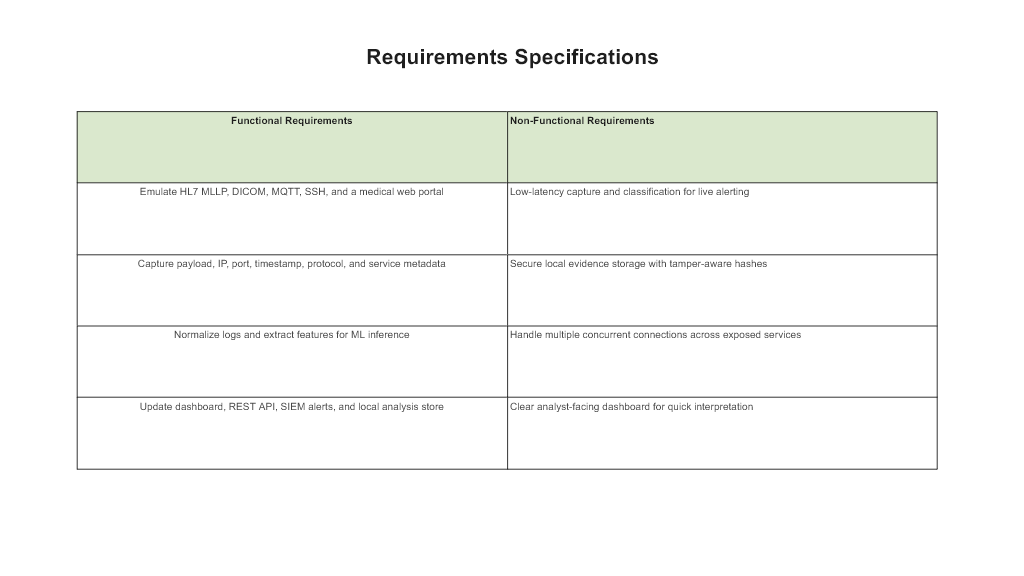 Requirements Specifications
Functional Requirements
Non-Functional Requirements
Emulate HL7 MLLP, DICOM, MQTT, SSH, and a medical web portal
Low-latency capture and classification for live alerting
Capture payload, IP, port, timestamp, protocol, and service metadata
Secure local evidence storage with tamper-aware hashes
Normalize logs and extract features for ML inference
Handle multiple concurrent connections across exposed services
Update dashboard, REST API, SIEM alerts, and local analysis store
Clear analyst-facing dashboard for quick interpretation